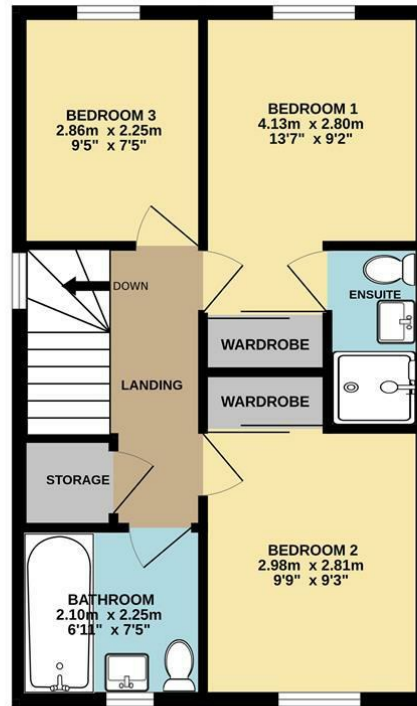 BEDROOM 3
2.86m x 2.25m
9'5" x 7'5"
BEDROOM 1
4.13m x 2.80m
13'7" x 9'2"
DOWN
ENSUITE
WARDROBE
LANDING
WARDROBE
STORAGE
BEDROOM 2
2.98m x 2.81m
9'9" x 9'3"
BATHROOM
2.10m x 2.25m
6'11" x 7'5"